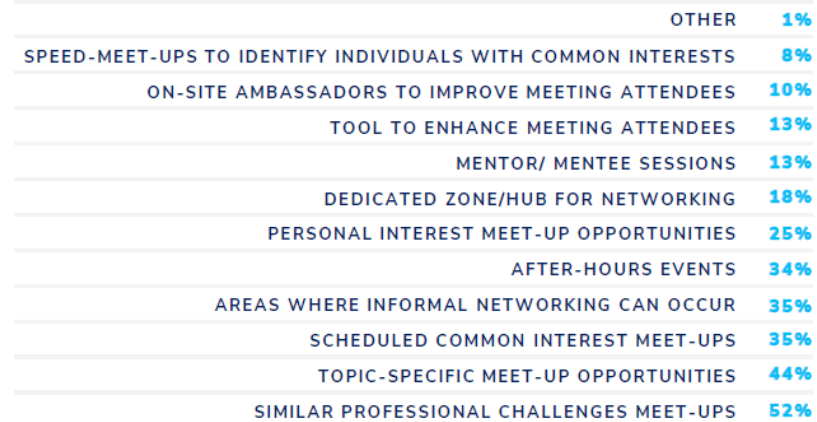 OTHER 1%
SPEED-MEET-UPS TO IDENTIFY INDIVIDUALS WITH COMMON INTERESTS 8%
ON-SITE AMBASSADORS TO IMPROVE MEETING ATTENDEES 10%
TOOL TO ENHANCE MEETING ATTENDEES 13%
MENTOR/ MENTEE SESSIONS 13%
DEDICATED ZONE/HUB FOR NETWORKING 18%
PERSONAL INTEREST MEET-UP OPPORTUNITIES 25%
AFTER-HOURS EVENTS 34%
AREAS WHERE INFORMAL NETWORKING CAN OCCUR 35%
SCHEDULED COMMON INTEREST MEET-UPS 35%
TOPIC-SPECIFIC MEET-UP OPPORTUNITIES 44%
SIMILAR PROFESSIONAL CHALLENGES MEET-UPS 52%